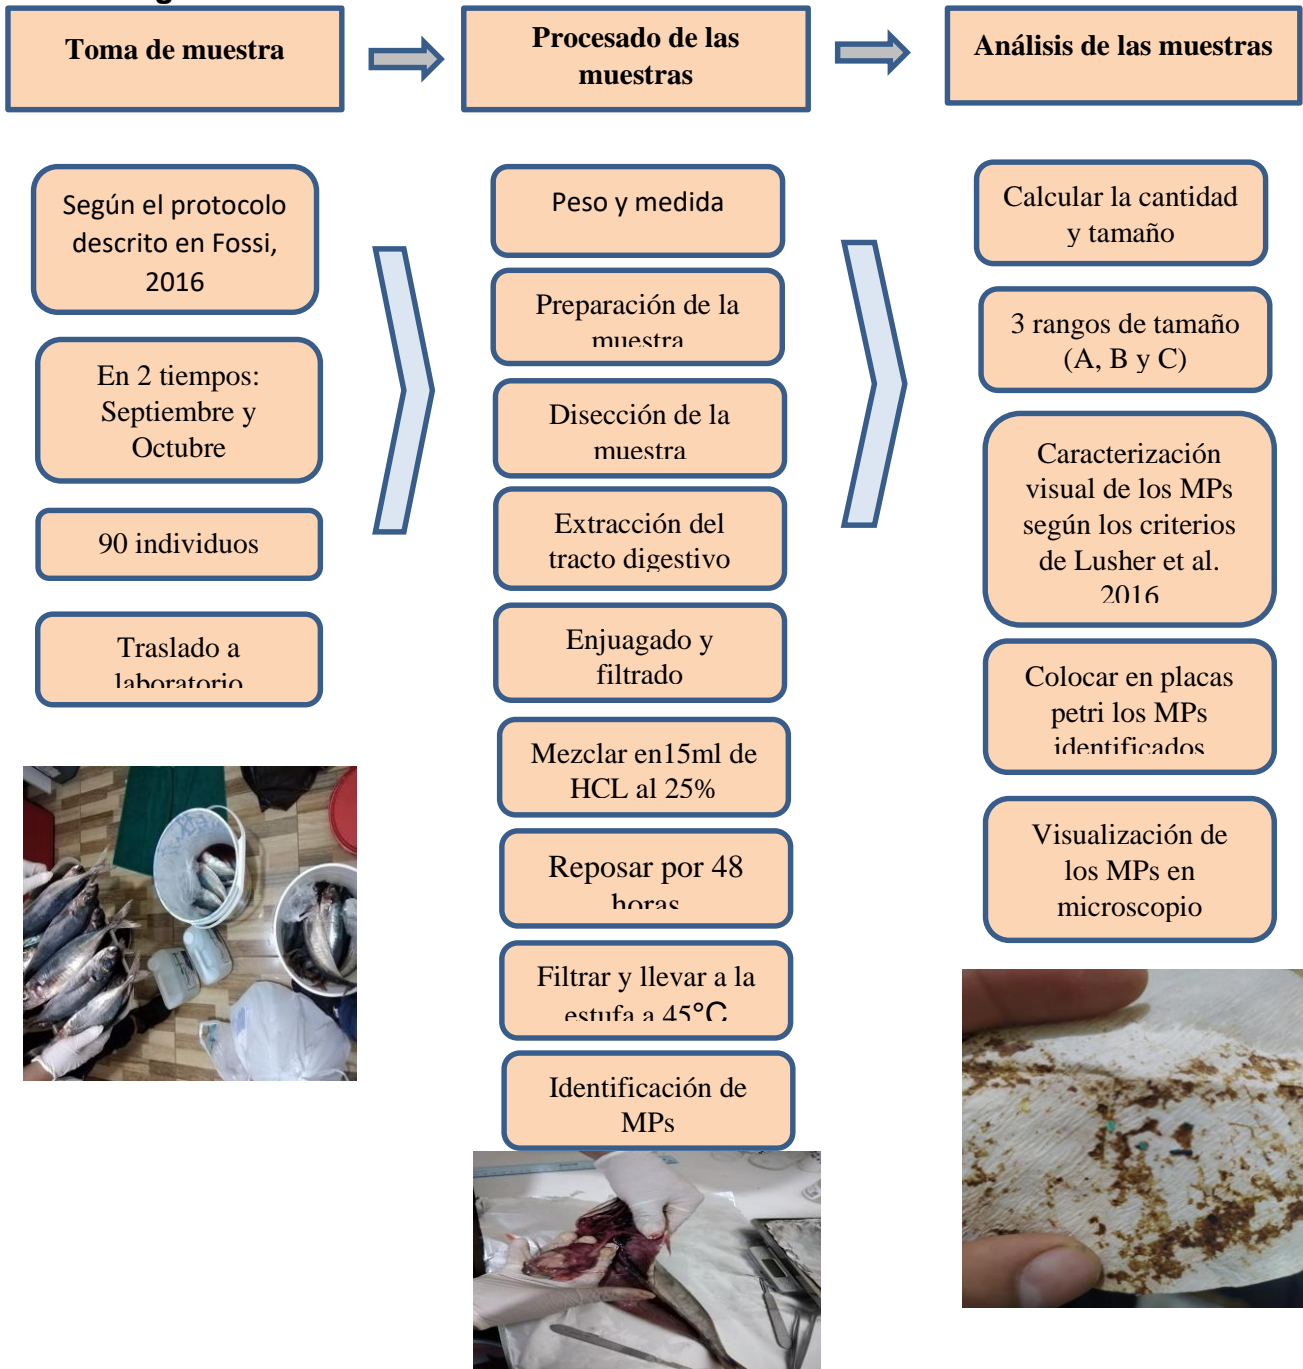 Toma de muestra
Procesado de las
muestras
Análisis de las muestras
Según el protocolo
descrito en Fossi,
2016
En 2 tiempos:
Septiembre y
Octubre
90 individuos
Traslado a
laboratorio
Peso y medida
Preparación de la
muestra
Disección de la
muestra
Extracción del
tracto digestivo
Enjuagado y
filtrado
Mezclar en15ml de
HCL al 25%
Reposar por 48
horas
Filtrar y llevar a la
estufa a 45°C
Identificación de
MPs
Calcular la cantidad
y tamaño
3 rangos de tamaño
(A, B y C)
Caracterización
visual de los MPs
según los criterios
de Lusher et al.
2016
Colocar en placas
petri los MPs
identificados
Visualización de
los MPs en
microscopio